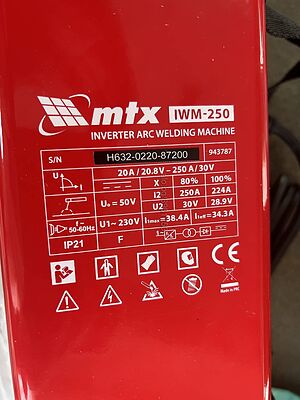 mtx IWM-250
INVERTER ARC WELDING MACHINE
S/N H632-0220-87200 943787
20A / 20.8V – 250A / 30V
X 80% 100%
I2 250A 224A
U₀ = 50V U2 30V 28.9V
50-60Hz U1~ 230V I1max = 38.4A I1eff = 34.3A
IP21 F
CE
Made in PRC